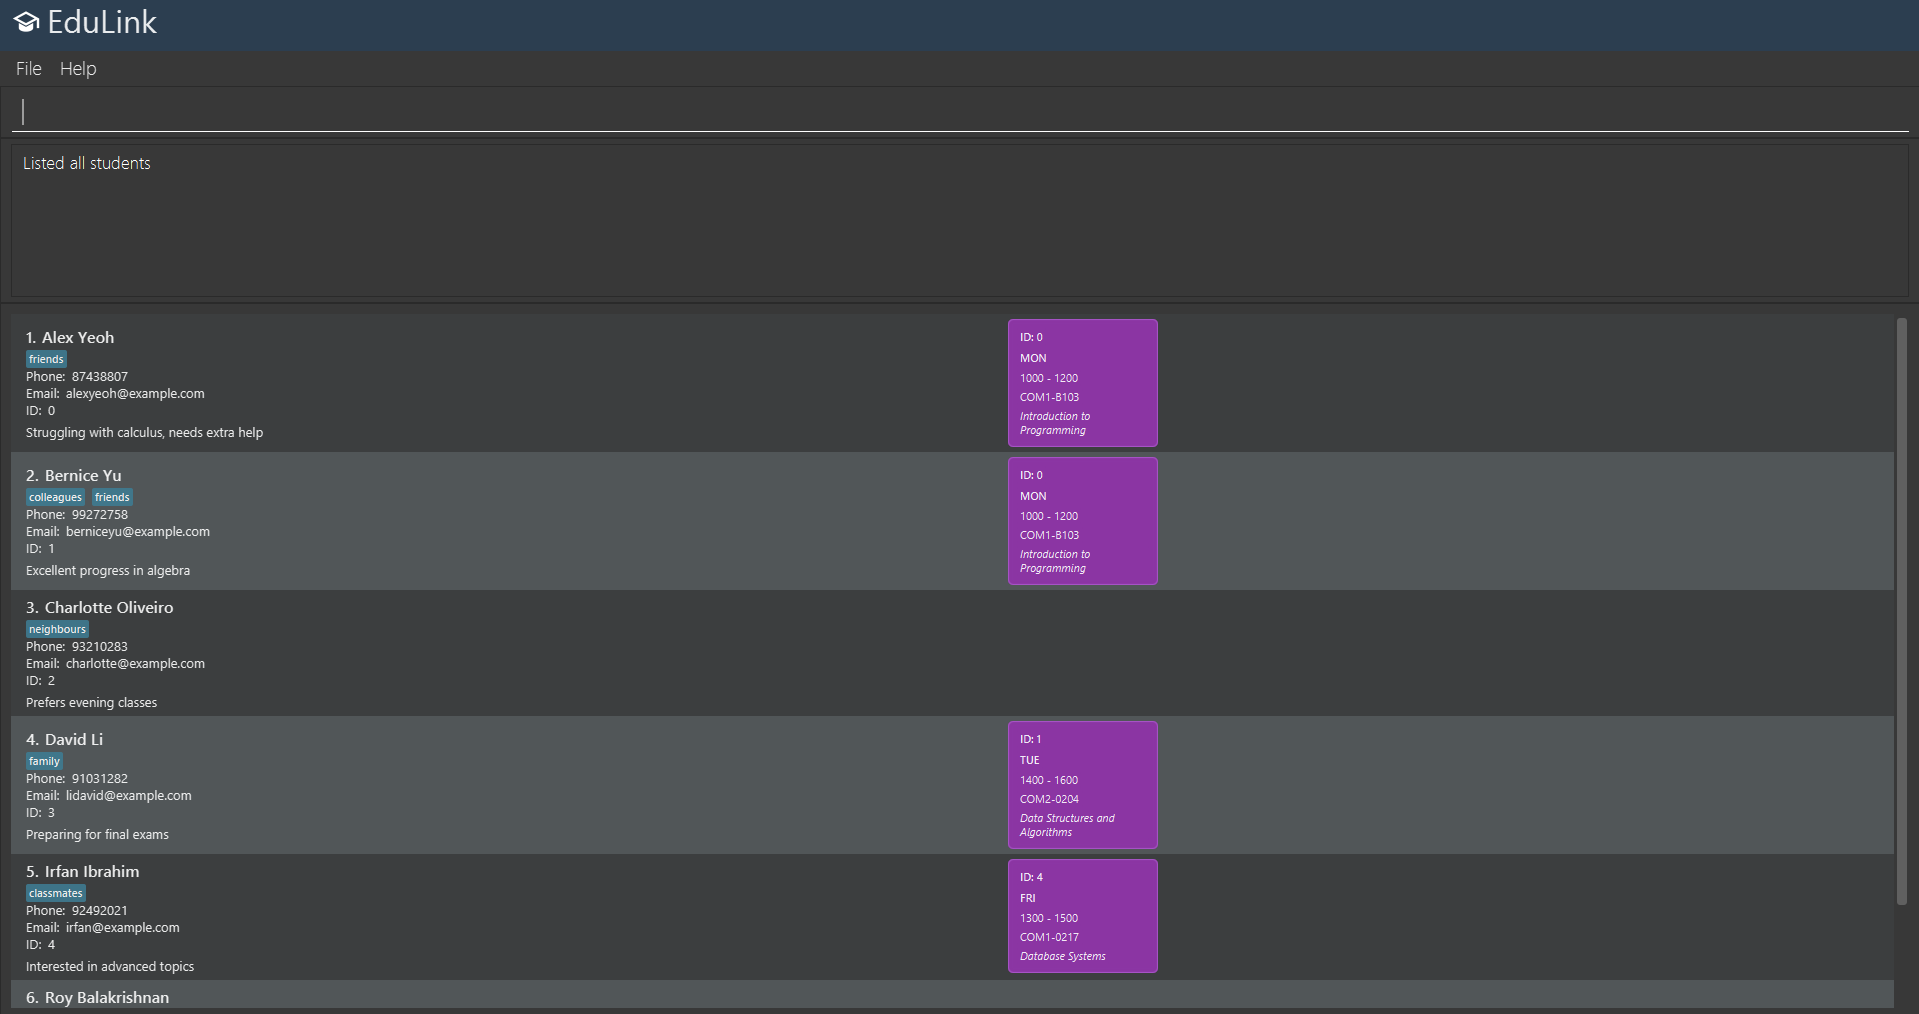 EduLink
File Help
Listed all students
1. Alex Yeoh
friends
Phone: 87438807
Email: alexyeoh@example.com
ID: 0
Struggling with calculus, needs extra help
ID: 0
MON
1000 - 1200
COM1-B103
Introduction to
Programming
2. Bernice Yu
colleagues friends
Phone: 99272758
Email: berniceyu@example.com
ID: 1
Excellent progress in algebra
ID: 0
MON
1000 - 1200
COM1-B103
Introduction to
Programming
3. Charlotte Oliveiro
neighbours
Phone: 93210283
Email: charlotte@example.com
ID: 2
Prefers evening classes
4. David Li
family
Phone: 91031282
Email: lidavid@example.com
ID: 3
Preparing for final exams
ID: 1
TUE
1400 - 1600
COM2-0204
Data Structures and
Algorithms
5. Irfan Ibrahim
classmates
Phone: 92492021
Email: irfan@example.com
ID: 4
Interested in advanced topics
ID: 4
FRI
1300 - 1500
COM1-0217
Database Systems
6. Roy Balakrishnan